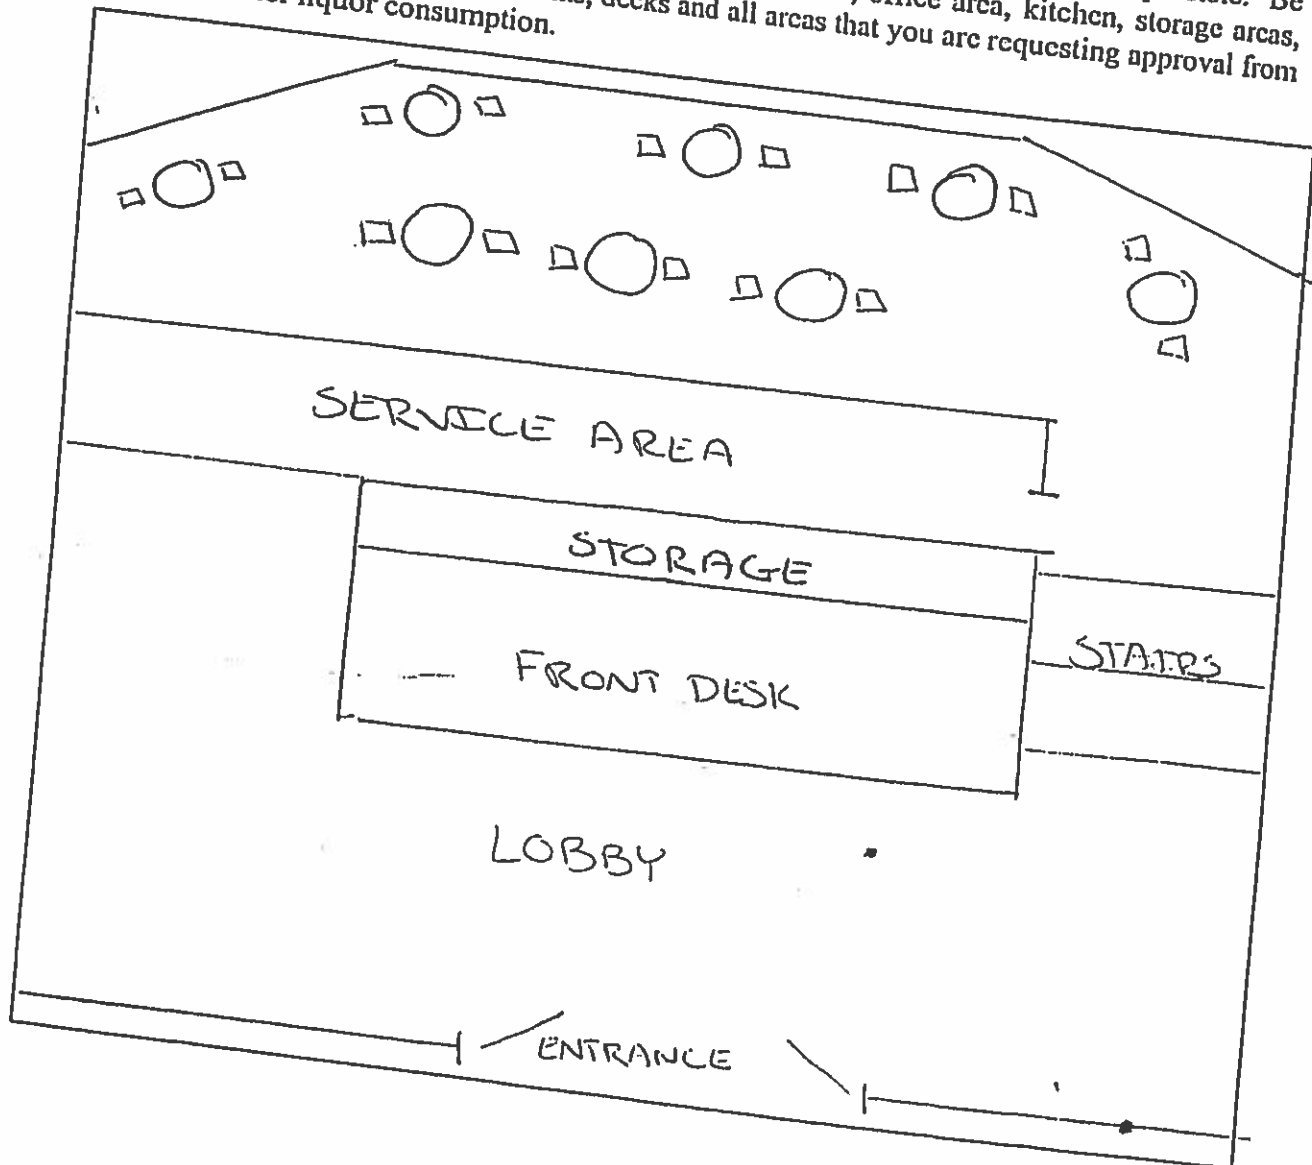 office area, kitchen, storage areas,
decks and all areas that you are requesting approval from
liquor consumption.
SERVICE AREA
STORAGE
FRONT DESK
STAIRS
LOBBY
ENTRANCE